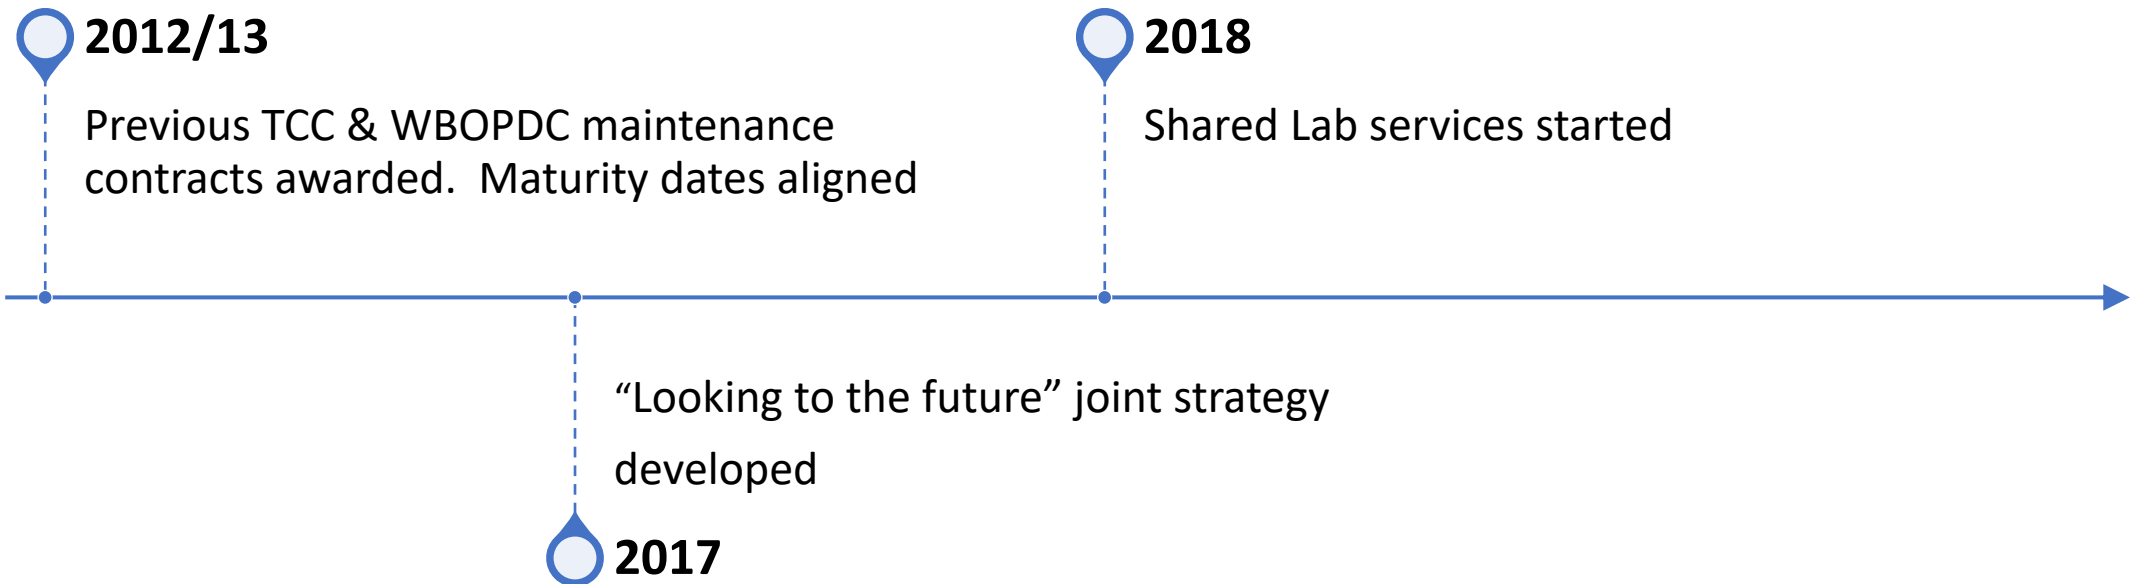 2012/13
Previous TCC & WBOPDC maintenance
contracts awarded.  Maturity dates aligned
2018
Shared Lab services started
“Looking to the future” joint strategy
developed
2017